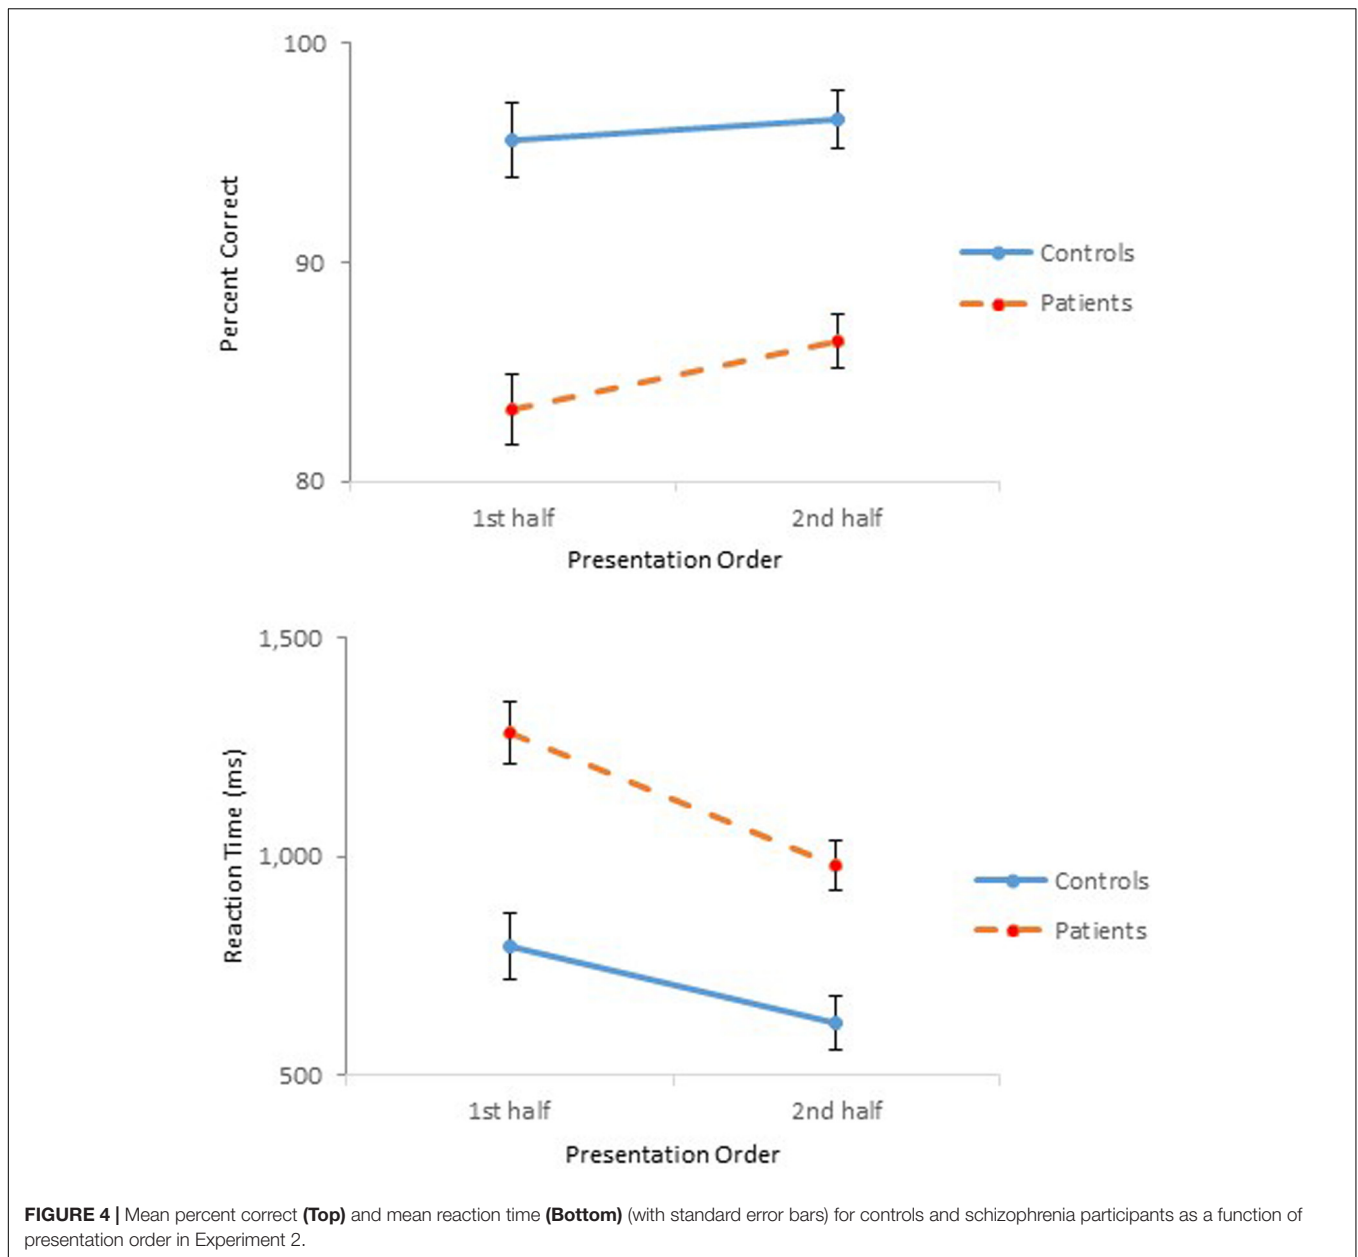 100
90
80
Percent Correct
Controls
Patients
1st half
2nd half
Presentation Order
1,500
1,000
500
Reaction Time (ms)
Controls
Patients
1st half
2nd half
Presentation Order
FIGURE 4 | Mean percent correct (Top) and mean reaction time (Bottom) (with standard error bars) for controls and schizophrenia participants as a function of
presentation order in Experiment 2.